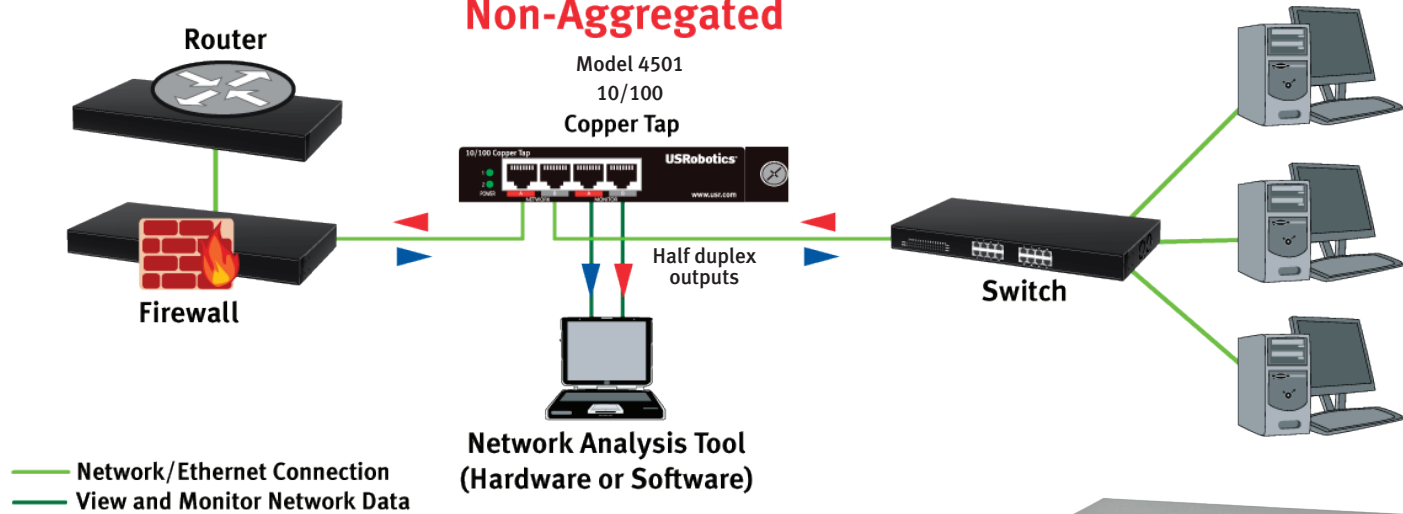 Non-Aggregated
Router
Model 4501
10/100
Copper Tap
10/100 Copper Tap
USRobotics
1
2
POWER
A
B
A
B
NETWORK
MONITOR
www.usr.com
Half duplex
outputs
Firewall
Switch
Network Analysis Tool
(Hardware or Software)
Network/Ethernet Connection
View and Monitor Network Data